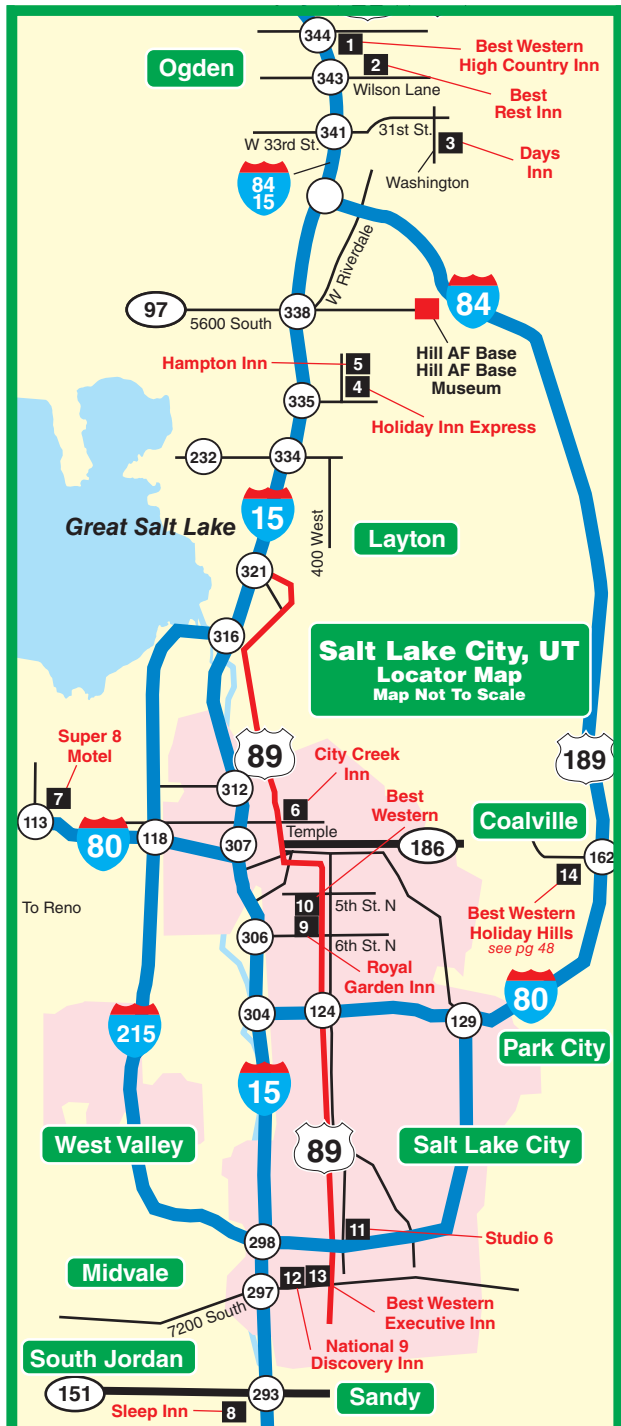 344
1
Best Western
High Country Inn
Ogden
2
343
Wilson Lane
Best
Rest Inn
341
31st St.
W 33rd St.
3
Days
Inn
Washington
84
15
W Riverdale
84
97
338
5600 South
Hill AF Base
Hill AF Base
Museum
Hampton Inn
5
4
335
Holiday Inn Express
232
334
15
Great Salt Lake
400 West
Layton
321
316
Salt Lake City, UT
Locator Map
Map Not To Scale
Super 8
Motel
89
City Creek
Inn
189
7
312
6
Best
Western
113
80
118
307
Temple
186
Coalville
162
14
To Reno
10
5th St. N
Best Western
Holiday Hills
see pg 48
9
306
6th St. N
Royal
Garden Inn
80
304
124
129
215
Park City
15
West Valley
89
Salt Lake City
11
Studio 6
298
Midvale
12
13
297
7200 South
Best Western
Executive Inn
National 9
Discovery Inn
South Jordan
151
293
Sandy
Sleep Inn
8